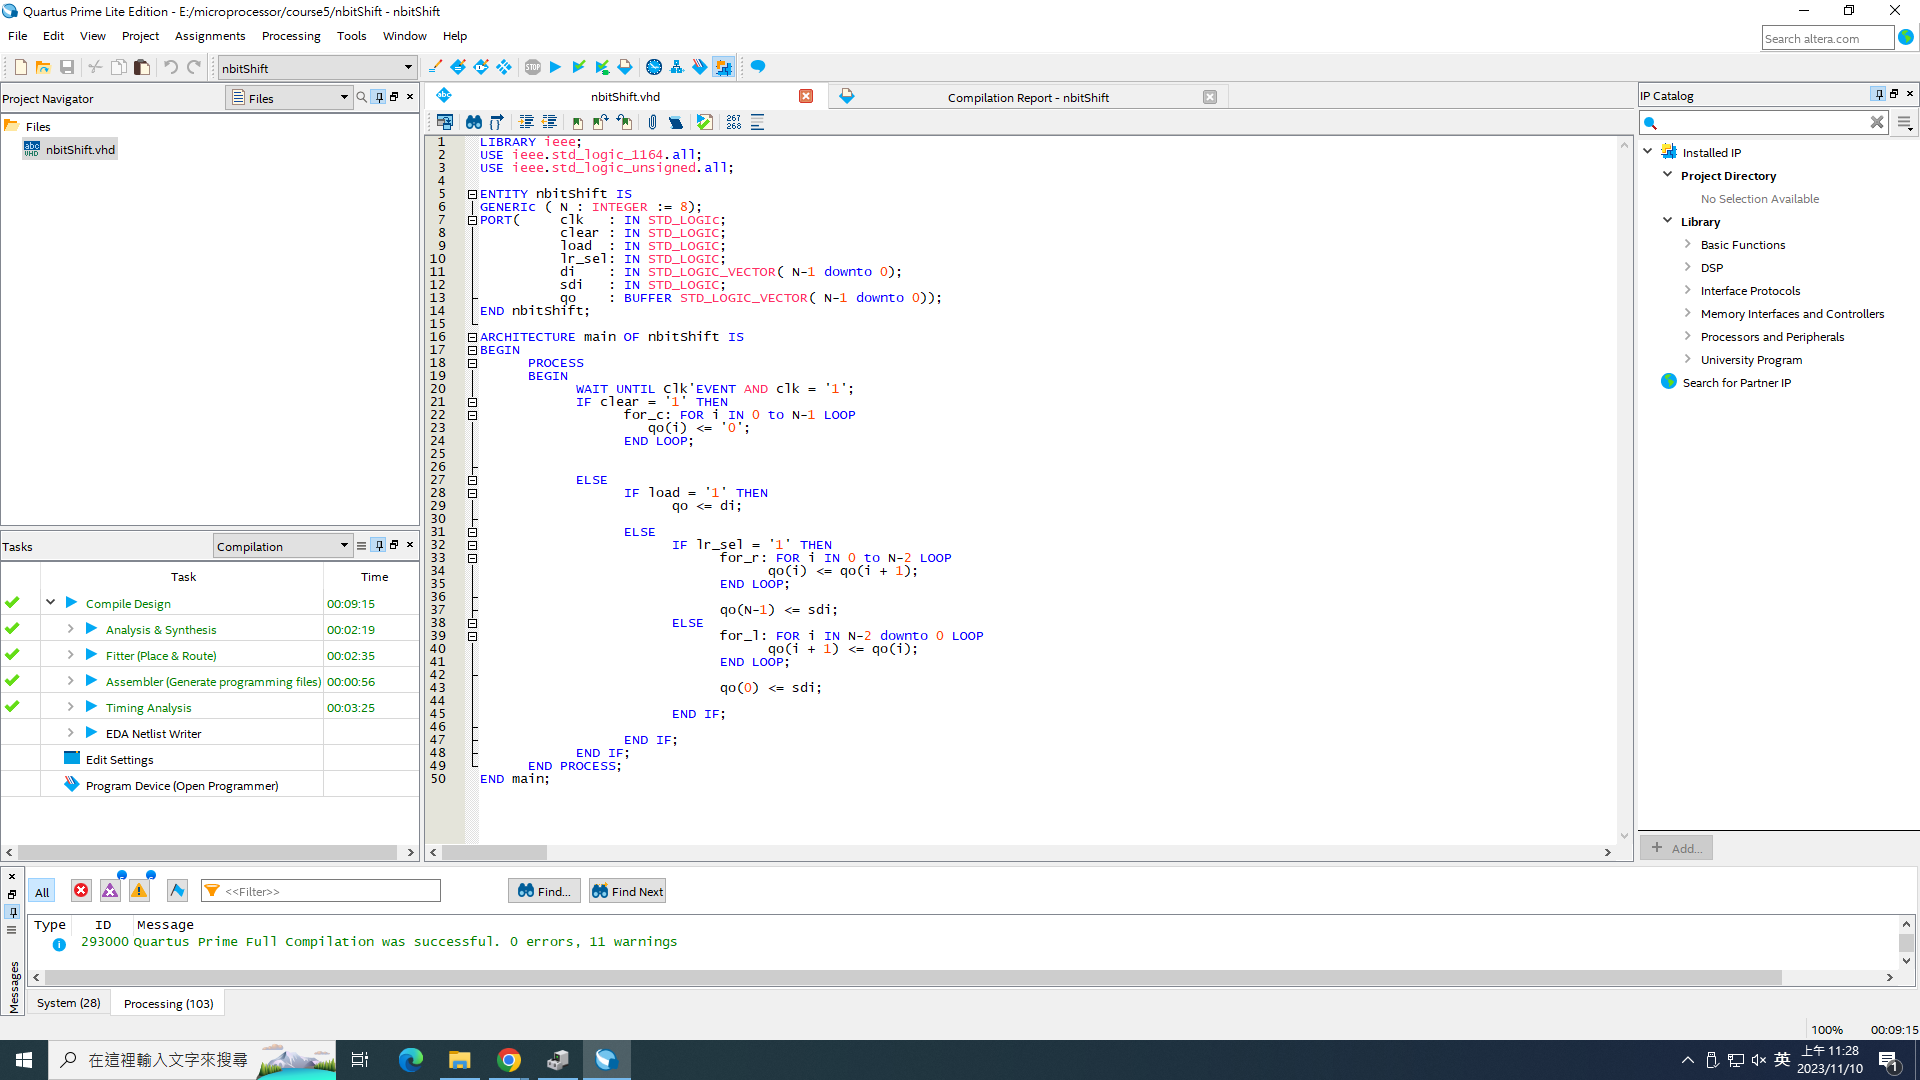 Quartus Prime Lite Edition - E:/microprocessor/course5/nbitShift - nbitShift
File Edit View Project Assignments Processing Tools Window Help
Search altera.com
nbitShift
Project Navigator
Files
nbitShift.vhd
Compilation Report - nbitShift
IP Catalog
Files
nbitShift.vhd
267
268
1 LIBRARY ieee;
2 USE ieee.std_logic_1164.all;
3 USE ieee.std_logic_unsigned.all;
4
5 ENTITY nbitShift IS
6 GENERIc ( N : INTEGER := 8);
7 PORT( clk : IN STD_LOGIc;
8 clear : IN STD_LOGIC;
9 load : IN STD_LOGIC;
10 lr_sel: IN STD_LOGIC;
11 di : IN STD_LOGIC_VECTOR( N-1 downto 0);
12 sdi : IN STD_LOGIC;
13 qo : BUFFER STD_LOGIC_VECTOR( N-1 downto 0));
14 END nbitShift;
15
16 ARCHITECTURE main OF nbitShift IS
17 BEGIN
18 PROCESS
19 BEGIN
20 WAIT UNTIL Clk'EVENT AND clk = '1';
21 IF clear = '1' THEN
22 for_c: FOR i IN 0 to N-1 LOOP
23 qo(i) <= '0';
24 END LOOP;
25
26
27 ELSE
28 IF load = '1' THEN
29 qo <= di;
30
31 ELSE
32 IF lr_sel = '1' THEN
33 for_r: FOR i IN 0 to N-2 LOOP
34 qo(i) <= qo(i + 1);
35 END LOOP;
36
37 qo(N-1) <= sdi;
38 ELSE
39 for_l: FOR i IN N-2 downto 0 LOOP
40 qo(i + 1) <= qo(i);
41 END LOOP;
42
43 qo(0) <= sdi;
44
45 END IF;
46
47 END IF;
48 END IF;
49 END PROCESS;
50 END main;
Installed IP
Project Directory
No Selection Available
Library
Basic Functions
DSP
Interface Protocols
Memory Interfaces and Controllers
Processors and Peripherals
University Program
Search for Partner IP
+ Add...
Tasks
Compilation
Task Time
Compile Design 00:09:15
Analysis & Synthesis 00:02:19
Fitter (Place & Route) 00:02:35
Assembler (Generate programming files) 00:00:56
Timing Analysis 00:03:25
EDA Netlist Writer
Edit Settings
Program Device (Open Programmer)
All
<<Filter>>
Find...
Find Next
Type ID Message
293000 Quartus Prime Full Compilation was successful. 0 errors, 11 warnings
Messages
System (28)
Processing (103)
100% 00:09:15
在這裡輸入文字來搜尋
英
上午 11:28
2023/11/10
1